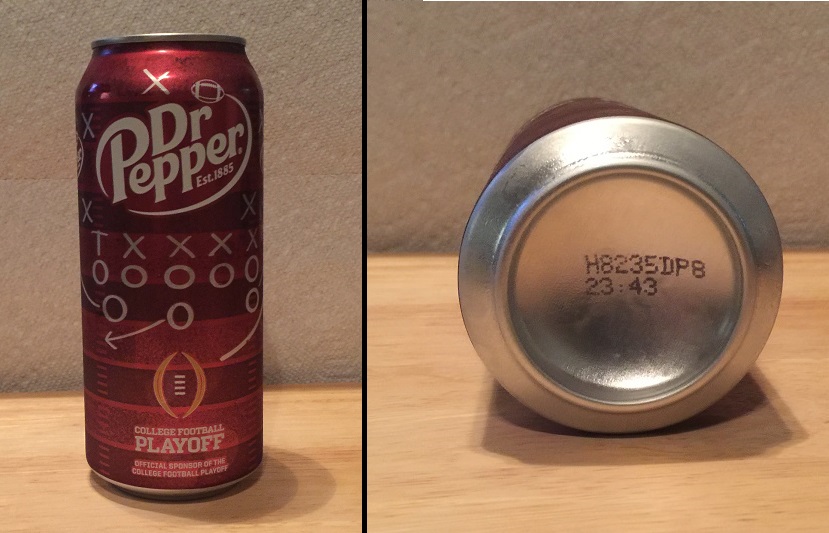 Dr
Pepper
Est.1885
X
X
X
X
T X X X
O O O O
O O
COLLEGE FOOTBALL
PLAYOFF
OFFICIAL SPONSOR OF THE
COLLEGE FOOTBALL PLAYOFF
H8235DP8
23:43